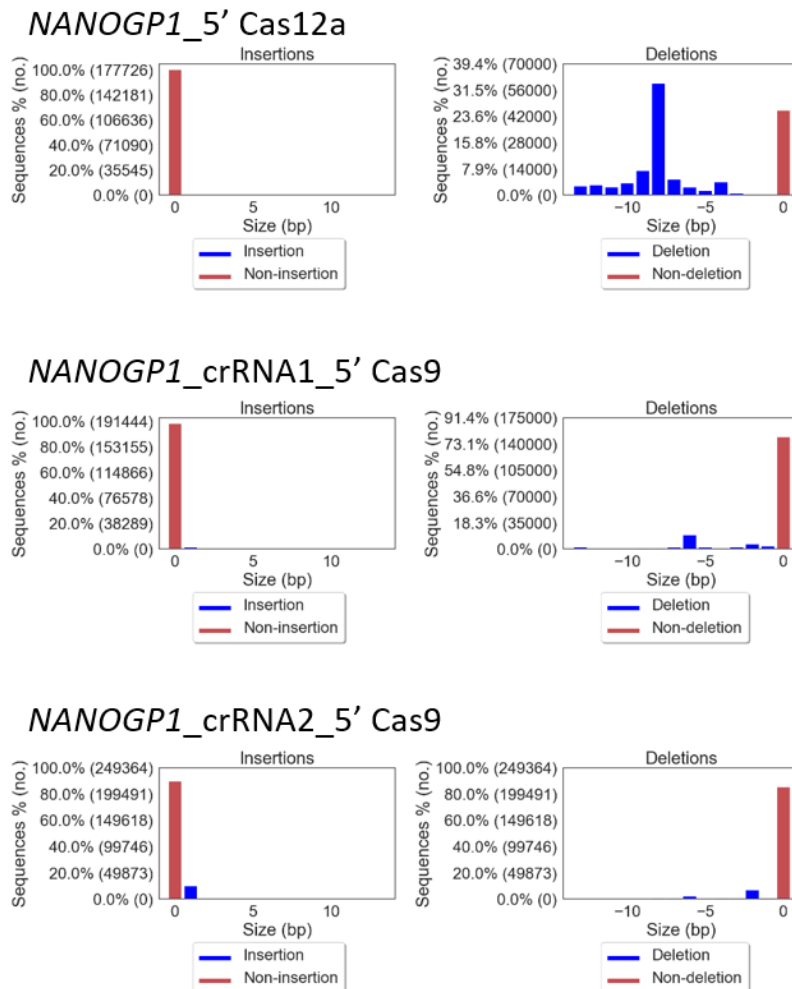 NANOGP1_5’ Cas12a
Insertions
Sequences % (no.)
100.0% (177726)
80.0% (142181)
60.0% (106636)
40.0% (71090)
20.0% (35545)
0.0% (0)
0 5 10
Size (bp)
Insertion
Non-insertion
Deletions
Sequences % (no.)
39.4% (70000)
31.5% (56000)
23.6% (42000)
15.8% (28000)
7.9% (14000)
0.0% (0)
−10 −5 0
Size (bp)
Deletion
Non-deletion
NANOGP1_crRNA1_5’ Cas9
Insertions
Sequences % (no.)
100.0% (191444)
80.0% (153155)
60.0% (114866)
40.0% (76578)
20.0% (38289)
0.0% (0)
0 5 10
Size (bp)
Insertion
Non-insertion
Deletions
Sequences % (no.)
91.4% (175000)
73.1% (140000)
54.8% (105000)
36.6% (70000)
18.3% (35000)
0.0% (0)
−10 −5 0
Size (bp)
Deletion
Non-deletion
NANOGP1_crRNA2_5’ Cas9
Insertions
Sequences % (no.)
100.0% (249364)
80.0% (199491)
60.0% (149618)
40.0% (99746)
20.0% (49873)
0.0% (0)
0 5 10
Size (bp)
Insertion
Non-insertion
Deletions
Sequences % (no.)
100.0% (249364)
80.0% (199491)
60.0% (149618)
40.0% (99746)
20.0% (49873)
0.0% (0)
−10 −5 0
Size (bp)
Deletion
Non-deletion